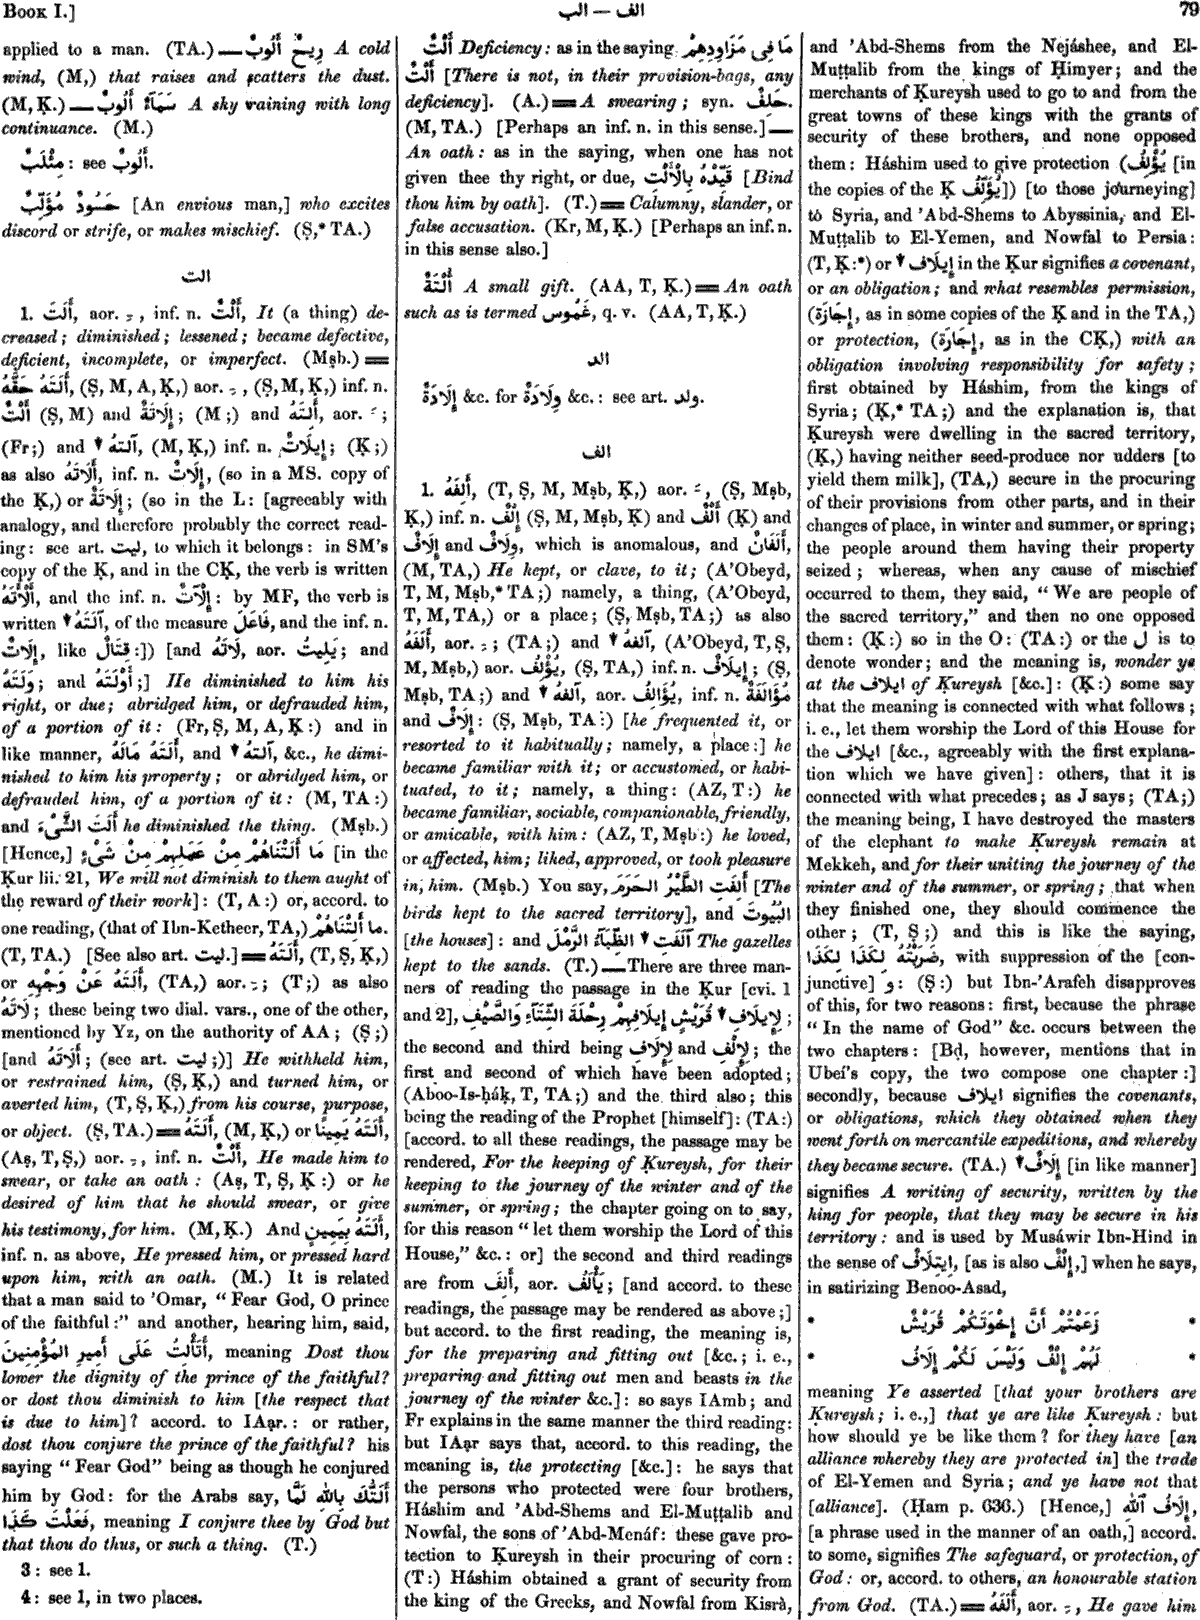 BOOK I.]
الف — الب
79
applied to a man. (TA.) — رِيحٌ أَلُوبٌ A cold
wind, (M,) that raises and scatters the dust.
(M, Ḳ.) — سَمَآءٌ أَلُوبٌ A sky raining with long
continuance. (M.)
مِئْلَبٌ: see أَلُوبٌ.
حَسُودٌ مُؤَلِّبٌ [An envious man,] who excites
discord or strife, or makes mischief. (Ṣ,* TA.)
الت
1. أَلَتَ, aor. ـِ, inf. n. أَلْتٌ, It (a thing) de-
creased; diminished; lessened; became defective,
deficient, incomplete, or imperfect. (Mṣb.) =
أَلَتَهُ حَقَّهُ, (Ṣ, M, A, Ḳ,) aor. ـِ, (Ṣ, M, Ḳ,) inf. n.
أَلْتٌ (Ṣ, M) and إِلَاتَةٌ; (M;) and أَلِتَهُ, aor. ـَ;
(Fr;) and ↓ آلتهُ, (M, Ḳ,) inf. n. إِيلَاتٌ; (Ḳ;)
as also أَلَاتَهُ, inf. n. إِلَاتٌ, (so in a MS. copy of
the Ḳ,) or إِلَاتَةٌ; (so in the L: [agreeably with
analogy, and therefore probably the correct read-
ing: see art. ليت, to which it belongs: in SM's
copy of the Ḳ, and in the CḲ, the verb is written
and the inf. n. by MF, the verb is
written ↓ آلَتَهُ, of the measure فَاعَلَ, and the inf. n.
إِلَاتٌ, like قِتَالٌ:]) [and لَاتَهُ, aor. يَلِيتُ; and
وَلَتَهُ; and أَوْلَتَهُ;] He diminished to him his
right, or due; abridged him, or defrauded him,
of a portion of it: (Fr, Ṣ, M, A, Ḳ:) and in
like manner, أَلَتَهُ مَالَهُ, and ↓ آلتهُ, &c., he dimi-
nished to him his property; or abridged him, or
defrauded him, of a portion of it: (M, TA:)
and أَلَتَ الشَّىْءَ he diminished the thing. (Mṣb.)
[Hence,] مَا أَلَتْنَاهُمْ مِنْ عَمَلِهِمْ مِنْ شَىْءٍ [in the
Ḳur lii. 21, We will not diminish to them aught of
the reward of their work]: (T, A:) or, accord. to
one reading, (that of Ibn-Ketheer, TA,) ما أَلِتْنَاهُمْ.
(T, TA.) [See also art. ليت.] = أَلَتَهُ, (T, Ṣ, Ḳ,)
or أَلَتَهُ عَنْ وَجْهِهِ, (TA,) aor. ـِ; (T;) as also
لَاتَهُ; these being two dial. vars., one of the other,
mentioned by Yz, on the authority of AA; (Ṣ;)
[and أَلَاتَهُ; (see art. ليت;)] He withheld him,
or restrained him, (Ṣ, Ḳ,) and turned him, or
averted him, (T, Ṣ, Ḳ,) from his course, purpose,
or object. (Ṣ, TA.) = أَلَتَهُ, (M, Ḳ,) or أَلَتَهُ يَمِينًا,
(Aṣ, T, Ṣ,) aor. ـِ, inf. n. أَلْتٌ, He made him to
swear, or take an oath: (Aṣ, T, Ṣ, Ḳ:) or he
desired of him that he should swear, or give
his testimony, for him. (M, Ḳ.) And أَلَتَهُ بِيَمِينٍ,
inf. n. as above, He pressed him, or pressed hard
upon him, with an oath. (M.) It is related
that a man said to 'Omar, "Fear God, O prince
of the faithful:" and another, hearing him, said,
أَتَأْلِتُ عَلَى أَمِيرِ المُؤْمِنِينَ, meaning Dost thou
lower the dignity of the prince of the faithful?
or dost thou diminish to him [the respect that
is due to him]? accord. to IAạr.: or rather,
dost thou conjure the prince of the faithful? his
saying "Fear God" being as though he conjured
him by God: for the Arabs say, أَلَتُّكَ بِاللّٰهِ لَمَّا
فَعَلْتَ كَذَا, meaning I conjure thee by God but
that thou do thus, or such a thing. (T.)
3: see 1.
4: see 1, in two places.
أَلْتٌ Deficiency: as in the saying مَا فِى مَزَاوِدِهِمْ
أَلْتٌ [There is not, in their provision-bags, any
deficiency]. (A.) = A swearing; syn. حَلِفٌ.
(M, TA.) [Perhaps an inf. n. in this sense.] —
An oath: as in the saying, when one has not
given thee thy right, or due, قَيِّدْهُ بِالْأَلْتِ [Bind
thou him by oath]. (T.) = Calumny, slander, or
false accusation. (Kr, M, Ḳ.) [Perhaps an inf. n.
in this sense also.]
أُلْتَةٌ A small gift. (AA, T, Ḳ.) = An oath
such as is termed غَمُوس, q. v. (AA, T, Ḳ.)
الد
إِلَادَةٌ &c. for وِلَادَةٌ &c.: see art. ولد.
الف
1. أَلِفَهُ, (T, Ṣ, M, Mṣb, Ḳ,) aor. ـَ, (Ṣ, Mṣb,
Ḳ,) inf. n. إِلْفٌ (Ṣ, M, Mṣb, Ḳ) and أَلْفٌ (Ḳ) and
إِلَافٌ and وِلَافٌ, which is anomalous, and أَلَفَانٌ,
(M, TA,) He kept, or clave, to it; (A'Obeyd,
T, M, Mṣb,* TA;) namely, a thing, (A'Obeyd,
T, M, TA,) or a place; (Ṣ, Mṣb, TA;) as also
أَلَفَهُ, aor. ـِ; (TA;) and ↓ آلفهُ, (A'Obeyd, T, Ṣ,
M, Mṣb,) aor. يُؤْلِفُ, (Ṣ, TA,) inf. n. إِيلَافٌ; (Ṣ,
Mṣb, TA;) and ↓ آلفهُ, aor. يُؤَالِفُ, inf. n. مُؤَالَفَةٌ
and إِلَافٌ: (Ṣ, Mṣb, TA:) [he frequented it, or
resorted to it habitually; namely, a place:] he
became familiar with it; or accustomed, or habi-
tuated, to it; namely, a thing: (AZ, T:) he
became familiar, sociable, companionable, friendly,
or amicable, with him: (AZ, T, Mṣb:) he loved,
or affected, him; liked, approved, or took pleasure
in, him. (Mṣb.) You say, أَلِفَتِ الطَّيْرُ الحَرَمَ [The
birds kept to the sacred territory], and البُيُوتَ
[the houses]: and آلَفَتِ ↓ الظِّبَآءُ الرَّمْلَ The gazelles
kept to the sands. (T.) — There are three man-
ners of reading the passage in the Ḳur [cvi. 1
and 2], لِإِيلَافِ ↓ قُرَيْشٍ إِيلَافِهِمْ رِحْلَةَ الشِّتَآءِ وَالصَّيْفِ;
the second and third being لِإِلَافِ and لِإِلْفِ; the
first and second of which have been adopted;
(Aboo-Is-ḥáḳ, T, TA;) and the third also; this
being the reading of the Prophet [himself]: (TA:)
[accord. to all these readings, the passage may be
rendered, For the keeping of Ḳureysh, for their
keeping to the journey of the winter and of the
summer, or spring; the chapter going on to say,
for this reason "let them worship the Lord of this
House," &c.: or] the second and third readings
are from أَلِفَ, aor. يَأْلَفُ; [and accord. to these
readings, the passage may be rendered as above;]
but accord. to the first reading, the meaning is,
for the preparing and fitting out [&c.; i. e.,
preparing and fitting out men and beasts in the
journey of the winter &c.]: so says IAmb; and
Fr explains in the same manner the third reading:
but IAạr says that, accord. to this reading, the
meaning is, the protecting [&c.]: he says that
the persons who protected were four brothers,
Háshim and 'Abd-Shems and El-Muṭṭalib and
Nowfal, the sons of 'Abd-Menáf: these gave pro-
tection to Ḳureysh in their procuring of corn:
(T:) Háshim obtained a grant of security from
the king of the Greeks, and Nowfal from Kisrà,
and 'Abd-Shems from the Nejáshee, and El-
Muṭṭalib from the kings of Ḥimyer; and the
merchants of Ḳureysh used to go to and from the
great towns of these kings with the grants of
security of these brothers, and none opposed
them: Háshim used to give protection (يُؤْلِفُ [in
the copies of the Ḳ يُؤَلِّفُ]) [to those journeying]
to Syria, and 'Abd-Shems to Abyssinia, and El-
Muṭṭalib to El-Yemen, and Nowfal to Persia:
(T, Ḳ:*) or ↓ إِيلَاف in the Ḳur signifies a covenant,
or an obligation; and what resembles permission,
(إِجَازَة, as in some copies of the Ḳ and in the TA,)
or protection, (إِجَارَة, as in the CḲ,) with an
obligation involving responsibility for safety;
first obtained by Háshim, from the kings of
Syria; (Ḳ,* TA;) and the explanation is, that
Ḳureysh were dwelling in the sacred territory,
(Ḳ,) having neither seed-produce nor udders [to
yield them milk], (TA,) secure in the procuring
of their provisions from other parts, and in their
changes of place, in winter and summer, or spring;
the people around them having their property
seized; whereas, when any cause of mischief
occurred to them, they said, "We are people of
the sacred territory," and then no one opposed
them: (Ḳ:) so in the O: (TA:) or the ل is to
denote wonder; and the meaning is, wonder ye
at the ايلاف of Ḳureysh [&c.]: (Ḳ:) some say
that the meaning is connected with what follows;
i. e., let them worship the Lord of this House for
the ايلاف [&c., agreeably with the first explana-
tion which we have given]: others, that it is
connected with what precedes; as J says; (TA;)
the meaning being, I have destroyed the masters
of the elephant to make Ḳureysh remain at
Mekkeh, and for their uniting the journey of the
winter and of the summer, or spring; that when
they finished one, they should commence the
other; (T, Ṣ;) and this is like the saying,
ضَرَبْتُهُ لِكَذَا لِكَذَا, with suppression of the [con-
junctive] و: (Ṣ:) but Ibn-'Arafeh disapproves
of this, for two reasons: first, because the phrase
"In the name of God" &c. occurs between the
two chapters: [Bḍ, however, mentions that in
Ubeí's copy, the two compose one chapter:]
secondly, because ايلاف signifies the covenants,
or obligations, which they obtained when they
went forth on mercantile expeditions, and whereby
they became secure. (TA.) ↓ إِلَافٌ [in like manner]
signifies A writing of security, written by the
king for people, that they may be secure in his
territory: and is used by Musáwir Ibn-Hind in
the sense of اِيتِلَافٌ, [as is also إِلْفٌ,] when he says,
in satirizing Benoo-Asad,
* زَعَمْتُمْ أَنَّ إِخْوَتَكُمْ قُرَيْشٌ *
* لَهُمْ إِلْفٌ وَلَيْسَ لَكُمْ إِلَافُ *
meaning Ye asserted [that your brothers are
Ḳureysh; i. e.,] that ye are like Ḳureysh: but
how should ye be like them? for they have [an
alliance whereby they are protected in] the trade
of El-Yemen and Syria; and ye have not that
[alliance]. (Ḥam p. 636.) [Hence,] إِلَافُ اللّٰهِ,
[a phrase used in the manner of an oath,] accord.
to some, signifies The safeguard, or protection, of
God: or, accord. to others, an honourable station
from God. (TA.) = أَلَفَهُ, aor. ـِ, He gave him